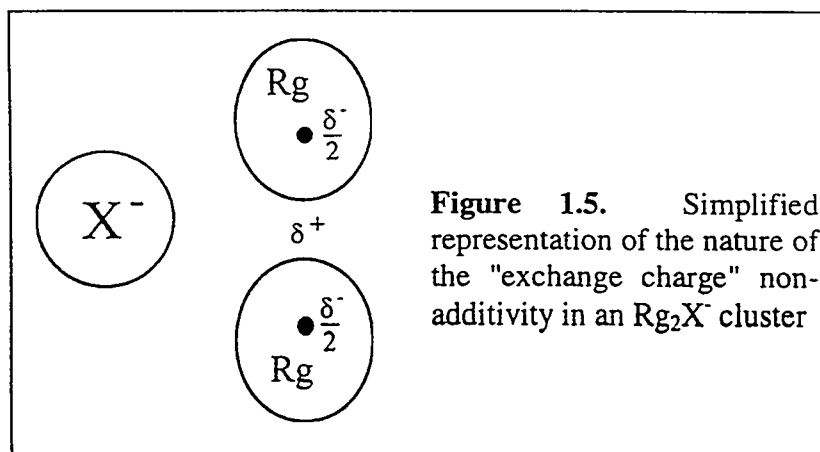 Rg
δ⁻
2
X⁻
δ⁺
δ⁻
2
Rg
Figure 1.5. Simplified
representation of the nature of
the "exchange charge" non-
additivity in an Rg₂X⁻ cluster